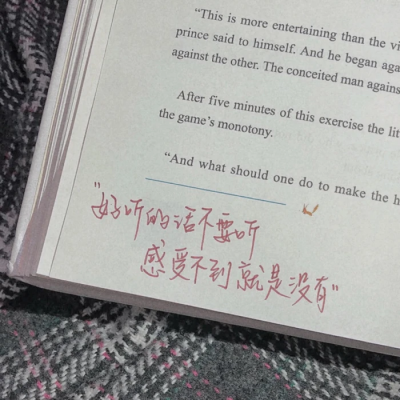 "This is more entertaining than the vi
prince said to himself. And he began aga
against the other. The conceited man agains
After five minutes of this exercise the lit
the game's monotony.
"And what should one do to make the h
"好听的话不要听
感受不到就是没有"